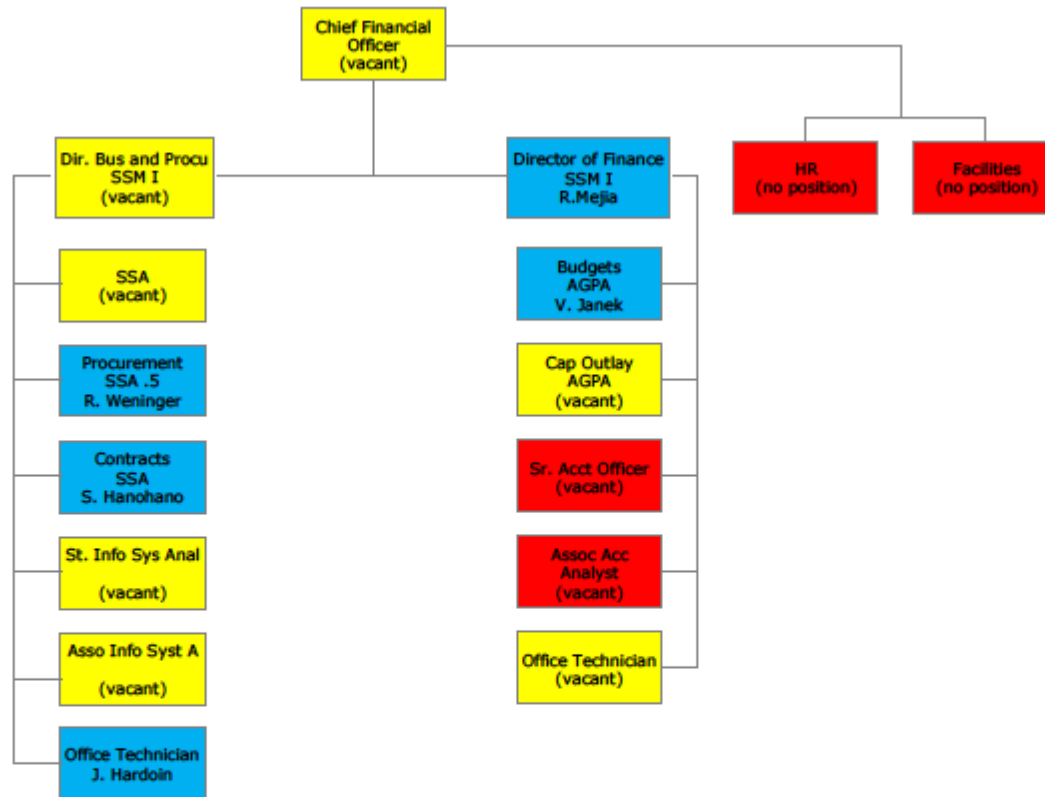 Chief Financial
Officer
(vacant)
Dir. Bus and Procu
SSM I
(vacant)
Director of Finance
SSM I
R.Mejia
HR
(no position)
Facilities
(no position)
SSA
(vacant)
Budgets
AGPA
V. Janek
Procurement
SSA .5
R. Weninger
Cap Outlay
AGPA
(vacant)
Contracts
SSA
S. Hanohano
Sr. Acct Officer
(vacant)
St. Info Sys Anal
(vacant)
Assoc Acc
Analyst
(vacant)
Asso Info Syst A
(vacant)
Office Technician
(vacant)
Office Technician
J. Hardoin